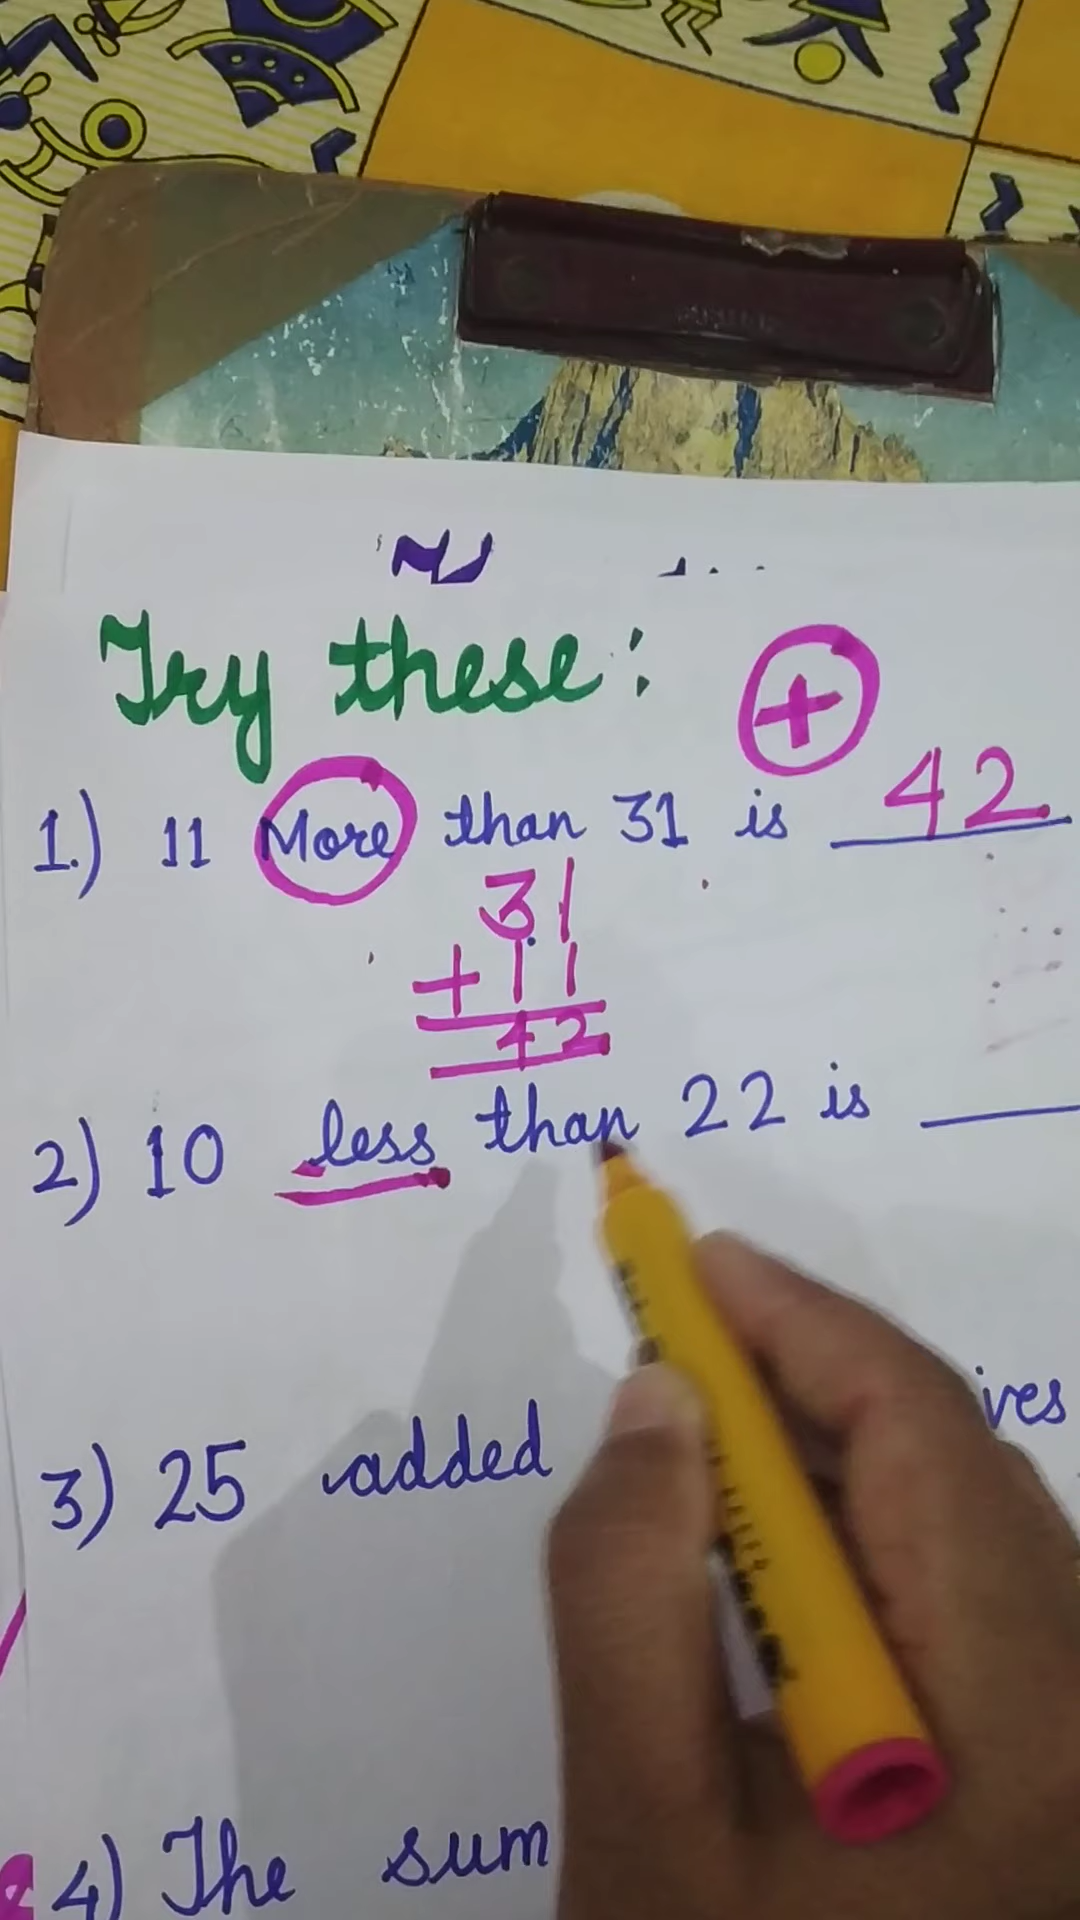 Try these: +
1.) 11 More than 31 is 42.
31
+ 11
42
2) 10 less than 22 is ____
3) 25 added ives
4) The sum